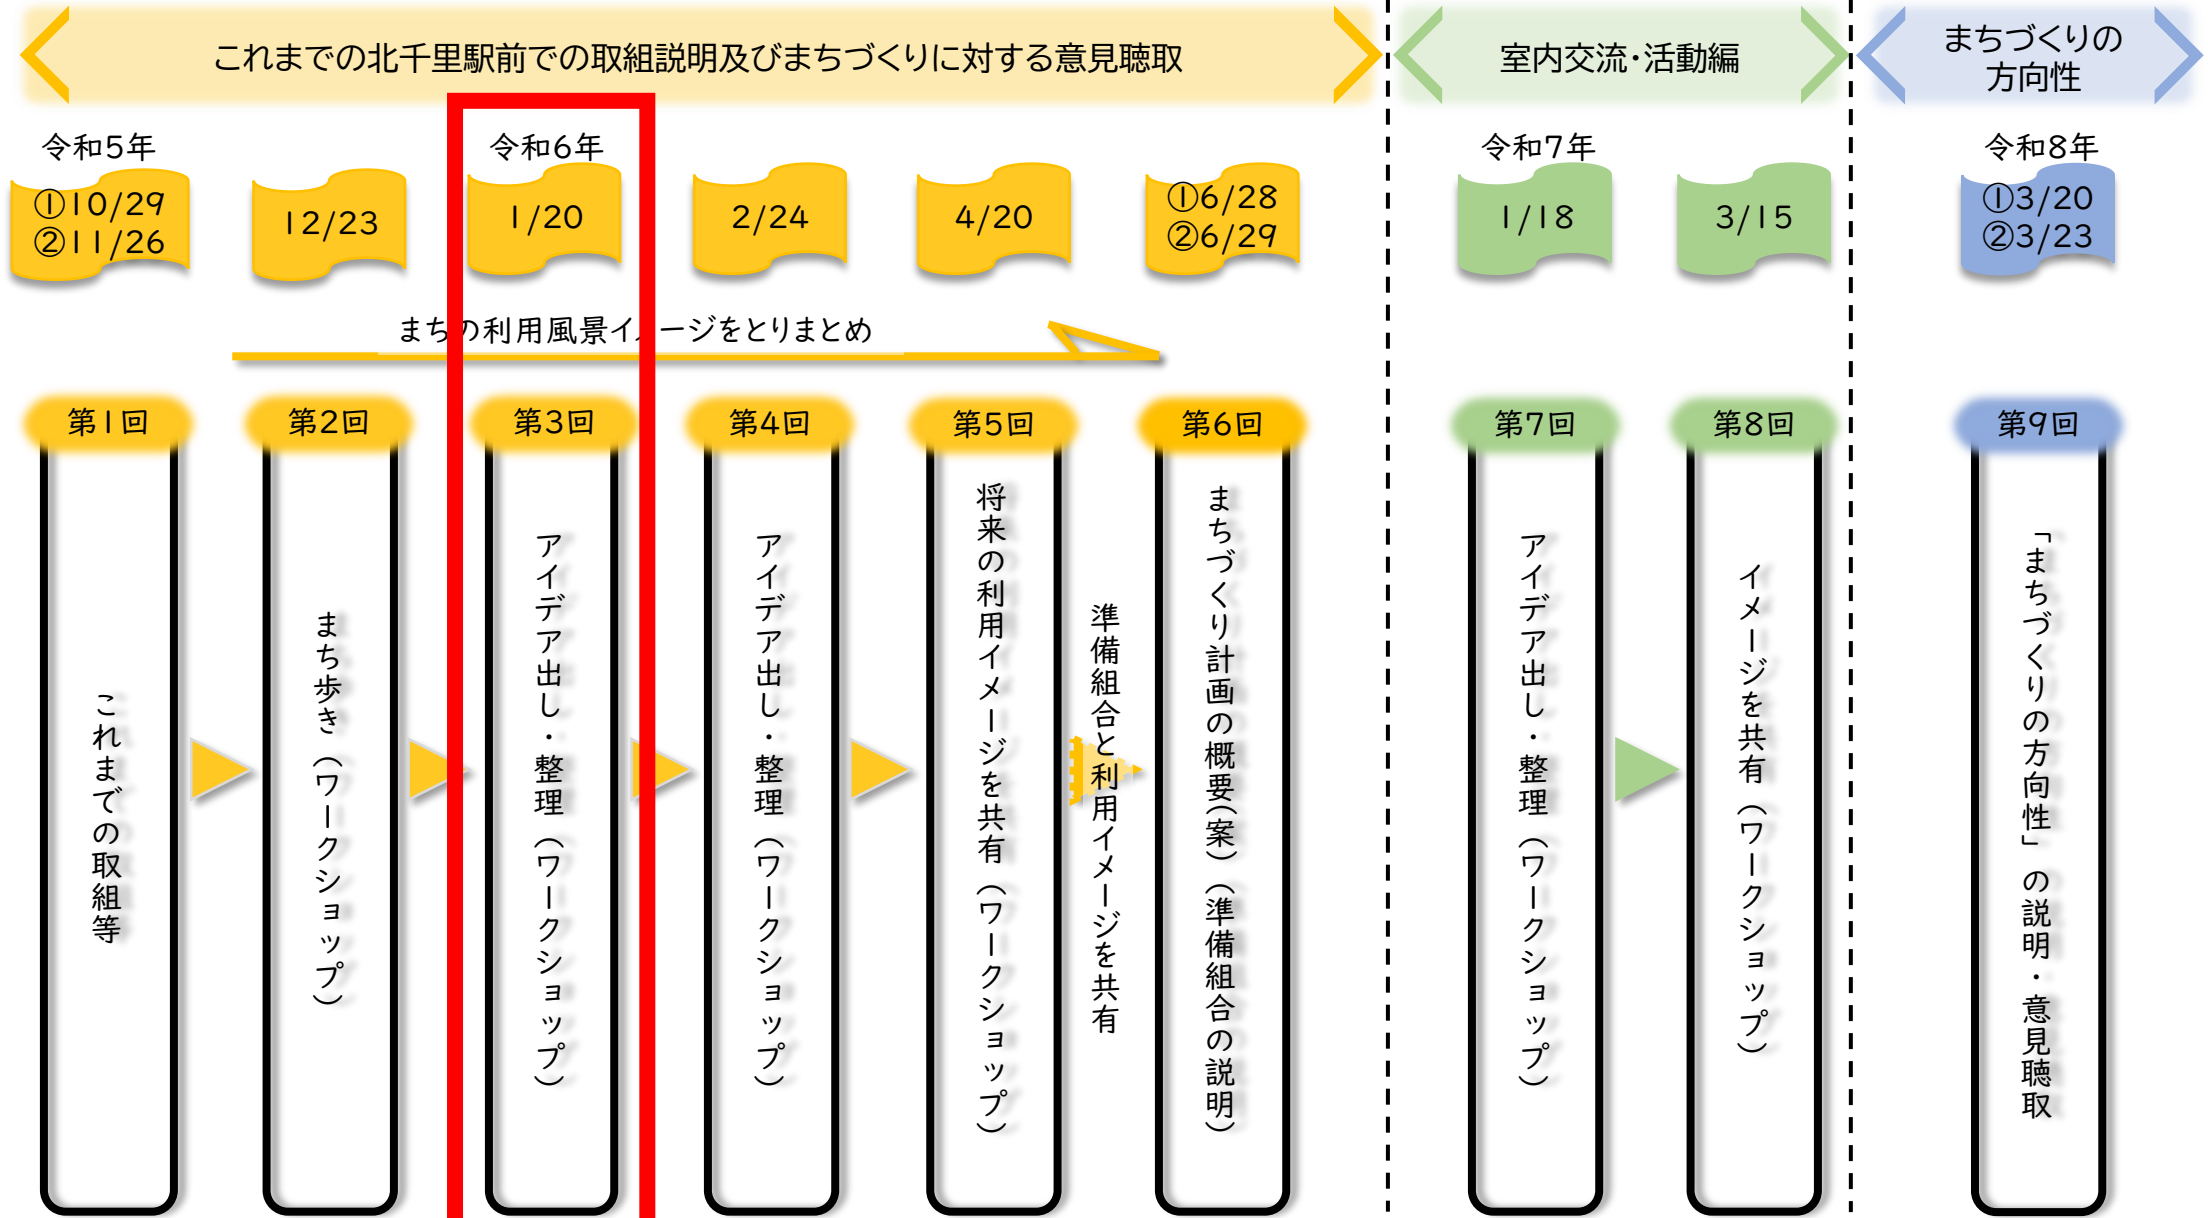 これまでの北千里駅前での取組説明及びまちづくりに対する意見聴取
室内交流・活動編
まちづくりの
方向性
令和5年
令和6年
令和7年
令和8年
①10/29
②11/26
12/23
1/20
2/24
4/20
①6/28
②6/29
1/18
3/15
①3/20
②3/23
まちの利用風景イメージをとりまとめ
第1回
第2回
第3回
第4回
第5回
第6回
第7回
第8回
第9回
これまでの取組等
まち歩き（ワークショップ）
アイデア出し・整理（ワークショップ）
アイデア出し・整理（ワークショップ）
将来の利用イメージを共有（ワークショップ）
準備組合と利用イメージを共有
まちづくり計画の概要（案）（準備組合の説明）
アイデア出し・整理（ワークショップ）
イメージを共有（ワークショップ）
「まちづくりの方向性」の説明・意見聴取